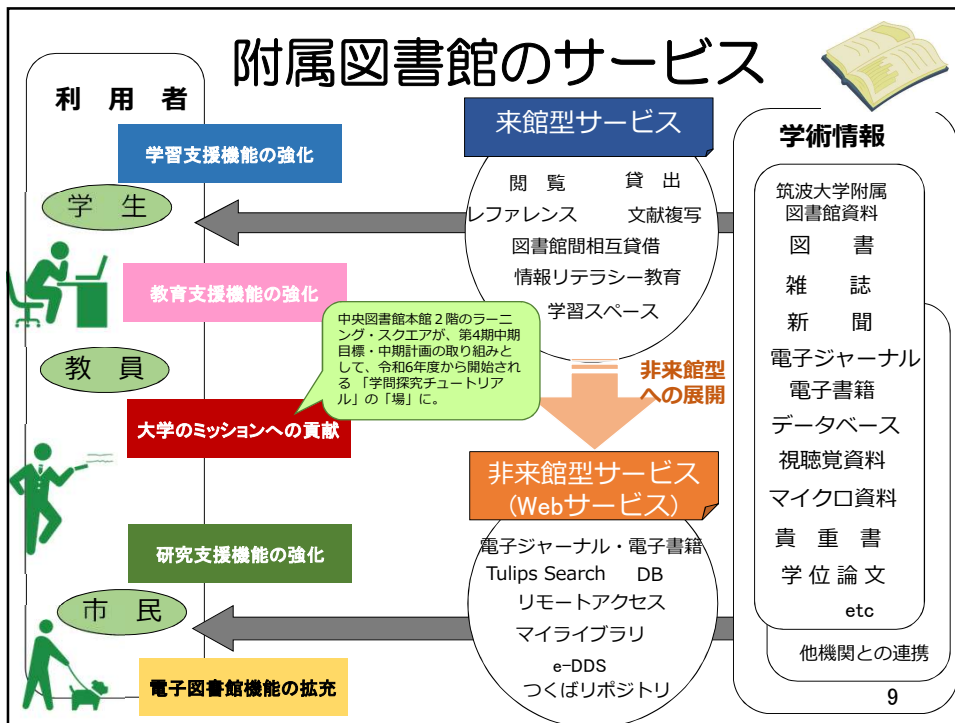 附属図書館のサービス
利 用 者
学習支援機能の強化
学 生
教育支援機能の強化
教 員
中央図書館本館２階のラーニ
ング・スクエアが、第4期中期
目標・中期計画の取り組みと
して、令和6年度から開始され
る 「学問探究チュートリア
ル」の「場」に。
大学のミッションへの貢献
研究支援機能の強化
市 民
電子図書館機能の拡充
来館型サービス
閲 覧 貸 出
レファレンス 文献複写
図書館間相互貸借
情報リテラシー教育
学習スペース
非来館型
への展開
非来館型サービス
(Webサービス)
電子ジャーナル・電子書籍
Tulips Search DB
リモートアクセス
マイライブラリ
e-DDS
つくばリポジトリ
学術情報
筑波大学附属
図書館資料
図 書
雑 誌
新 聞
電子ジャーナル
電子書籍
データベース
視聴覚資料
マイクロ資料
貴 重 書
学 位 論 文
etc
他機関との連携
9